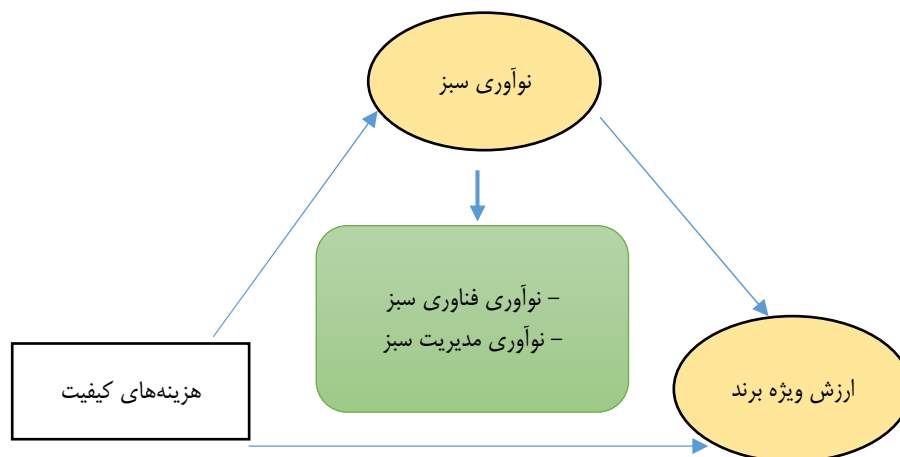 نوآوری سبز
– نوآوری فناوری سبز
– نوآوری مدیریت سبز
هزینه‌های کیفیت
ارزش ویژه برند